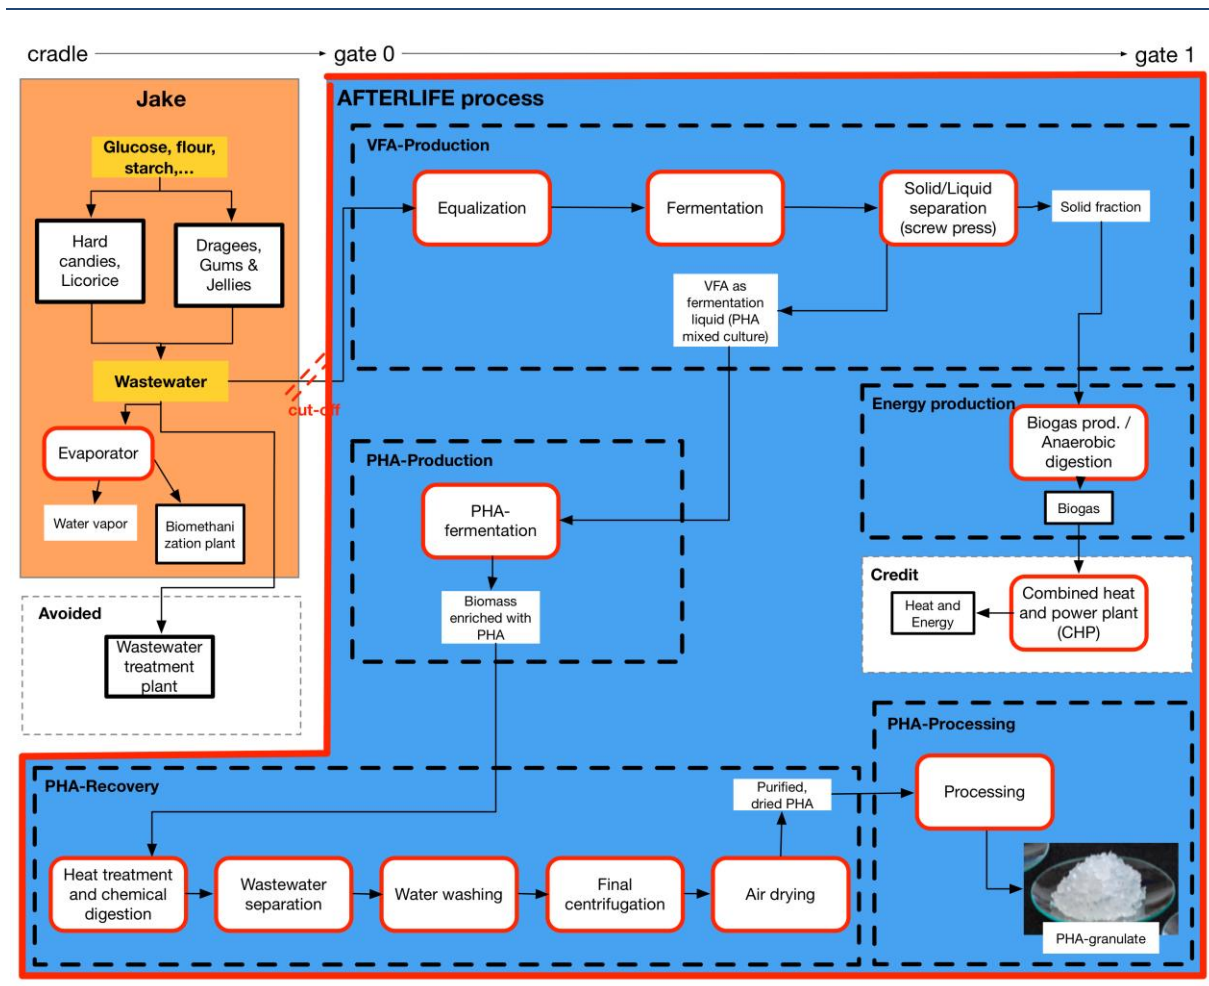 cradle
gate 0
gate 1
Jake
Glucose, flour,
starch,...
Hard
candies,
Licorice
Dragees,
Gums &
Jellies
Wastewater
cut-off
Evaporator
Water vapor
Biomethani
zation plant
Avoided
Wastewater
treatment
plant
AFTERLIFE process
VFA-Production
Equalization
Fermentation
Solid/Liquid
separation
(screw press)
Solid fraction
VFA as
fermentation
liquid (PHA
mixed culture)
Energy production
Biogas prod. /
Anaerobic
digestion
Biogas
PHA-Production
PHA-
fermentation
Biomass
enriched with
PHA
Credit
Combined heat
and power plant
(CHP)
Heat and
Energy
PHA-Recovery
Heat treatment
and chemical
digestion
Wastewater
separation
Water washing
Final
centrifugation
Air drying
Purified,
dried PHA
PHA-Processing
Processing
PHA-granulate